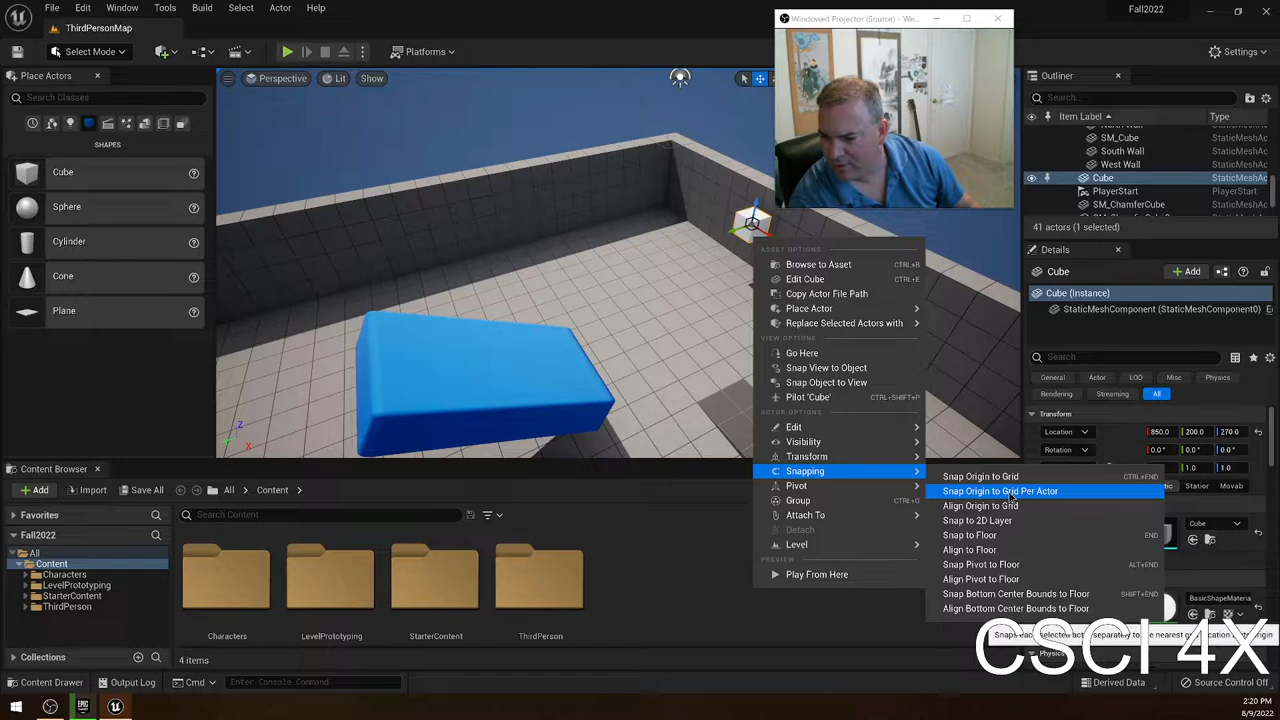 File
Tools
Select
Actor
Help
Windowed Projector (Source) - We...
Fall2022
Platforms
Settings
Place Actors
Search Classes
SHAPES
Cube
Sphere
Cone
Plane
Perspective
Lit
Show
Outliner
Search...
Item Label
Type
SM_Cube
StaticMeshAc
South Wall
StaticMeshAc
West Wall
StaticMeshAc
Cube
StaticMeshAc
PlayerStart
PlayerStart
SM_ChamferCube
StaticMeshAc
41 actors (1 selected)
Details
Cube
Add
Cube (Instance)
StaticMeshComponent (StaticMeshComponent0)
Search
General
Actor
LOD
Misc
Physics
Rendering
Streaming
All
Transform
Location
850.0
200.0
270.0
Rotation
0.0°
0.0°
0.0°
1.0
1.0
Movab
Cube
BasicShapeMateria
ASSET OPTIONS
Browse to Asset CTRL+B
Edit Cube CTRL+E
Copy Actor File Path
Place Actor
Replace Selected Actors with
VIEW OPTIONS
Go Here
Snap View to Object
Snap Object to View
Pilot 'Cube' CTRL+SHIFT+P
ACTOR OPTIONS
Edit
Visibility
Transform
Snapping
Pivot
Group CTRL+G
Attach To
Detach
Level
PREVIEW
Play From Here
Snap Origin to Grid CTRL+END
Snap Origin to Grid Per Actor
Align Origin to Grid
Snap to 2D Layer
Snap to Floor END
Align to Floor
Snap Pivot to Floor ALT+END
Align Pivot to Floor
Snap Bottom Center Bounds to Floor SHIFT+END
Align Bottom Center Bounds to Floor
Z
X
Content Browser
Add
Save All
All
Content
Favorites
Search Content
Fall2022
All
Content
Characters
LevelPrototyping
StarterContent
ThirdPerson
Characters
LevelPrototyping
StarterContent
ThirdPerson
Collections
4 items
CSCI 4X
Content Drawer
Output Log
Cmd
Enter Console Command
Derived Data
Source Control Off
2:20 PM
8/9/2022